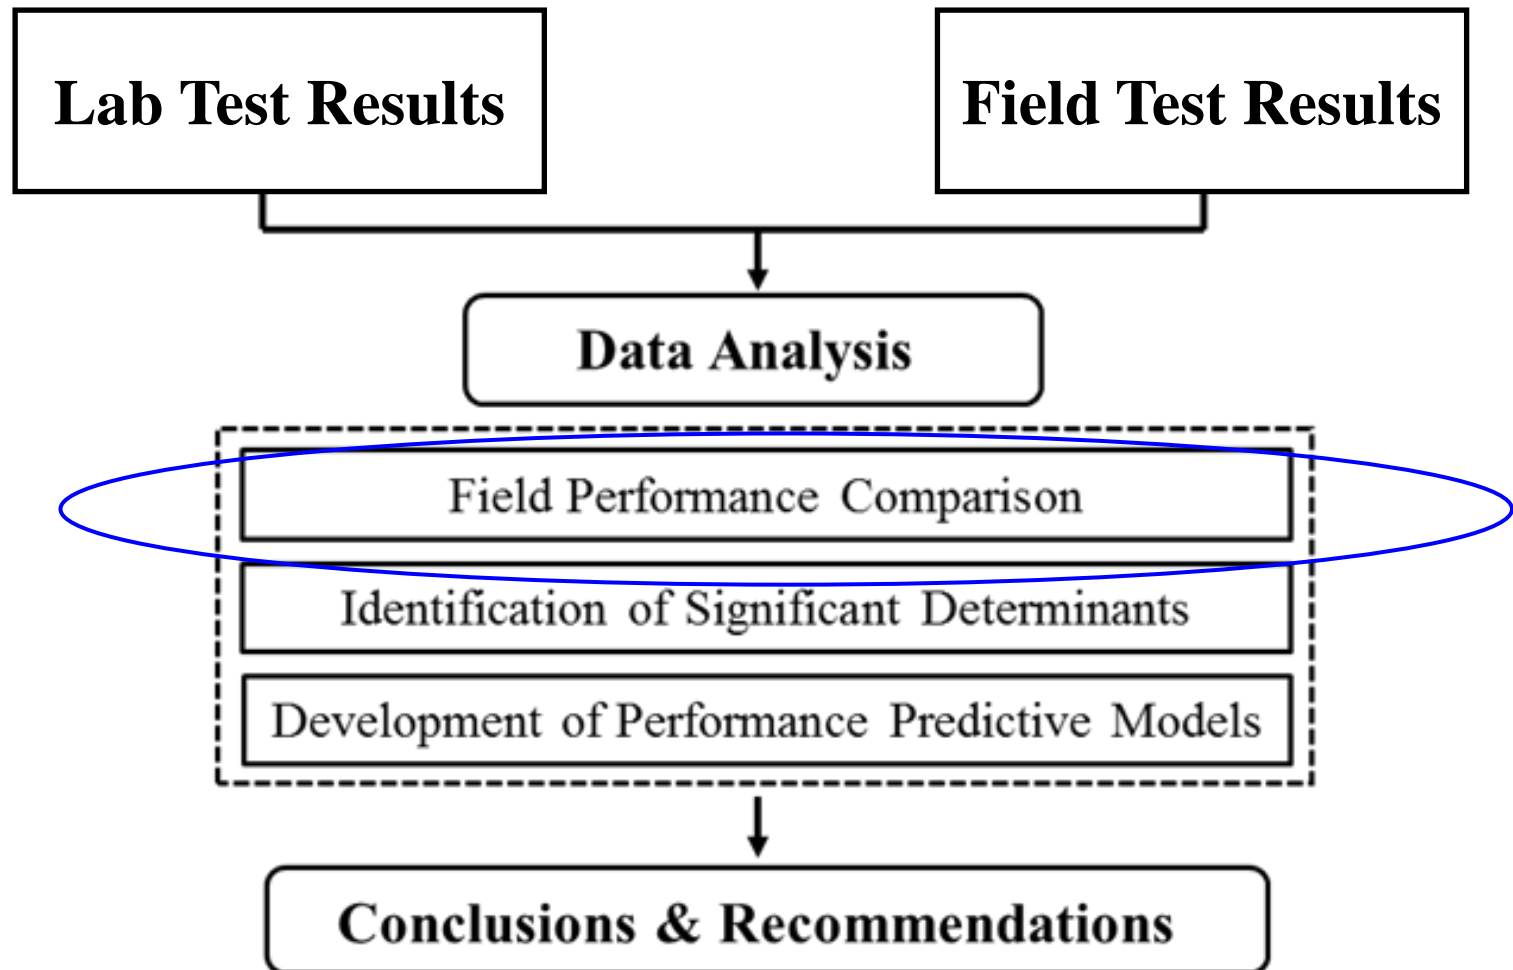 Lab Test Results
Field Test Results
Data Analysis
Field Performance Comparison
Identification of Significant Determinants
Development of Performance Predictive Models
Conclusions & Recommendations